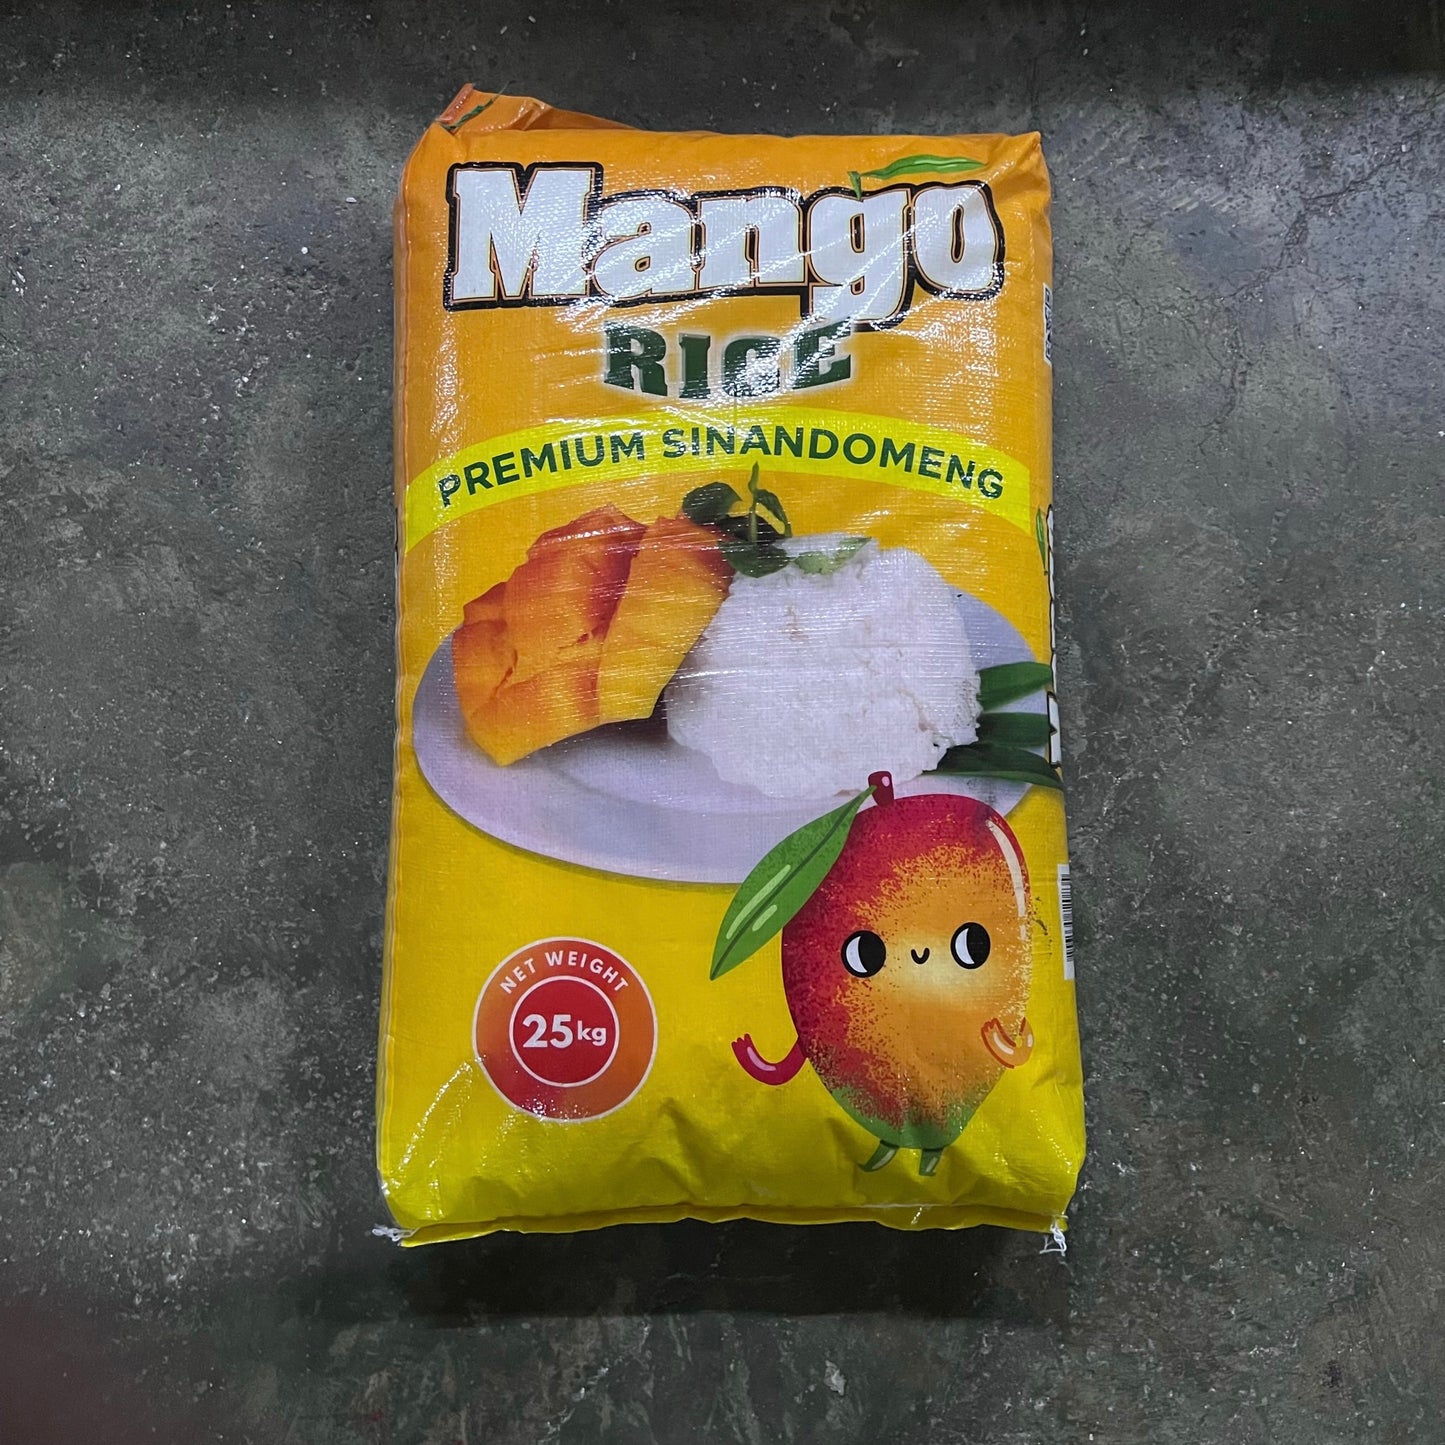 Mango
RICE
PREMIUM SINANDOMENG
NET WEIGHT
25kg